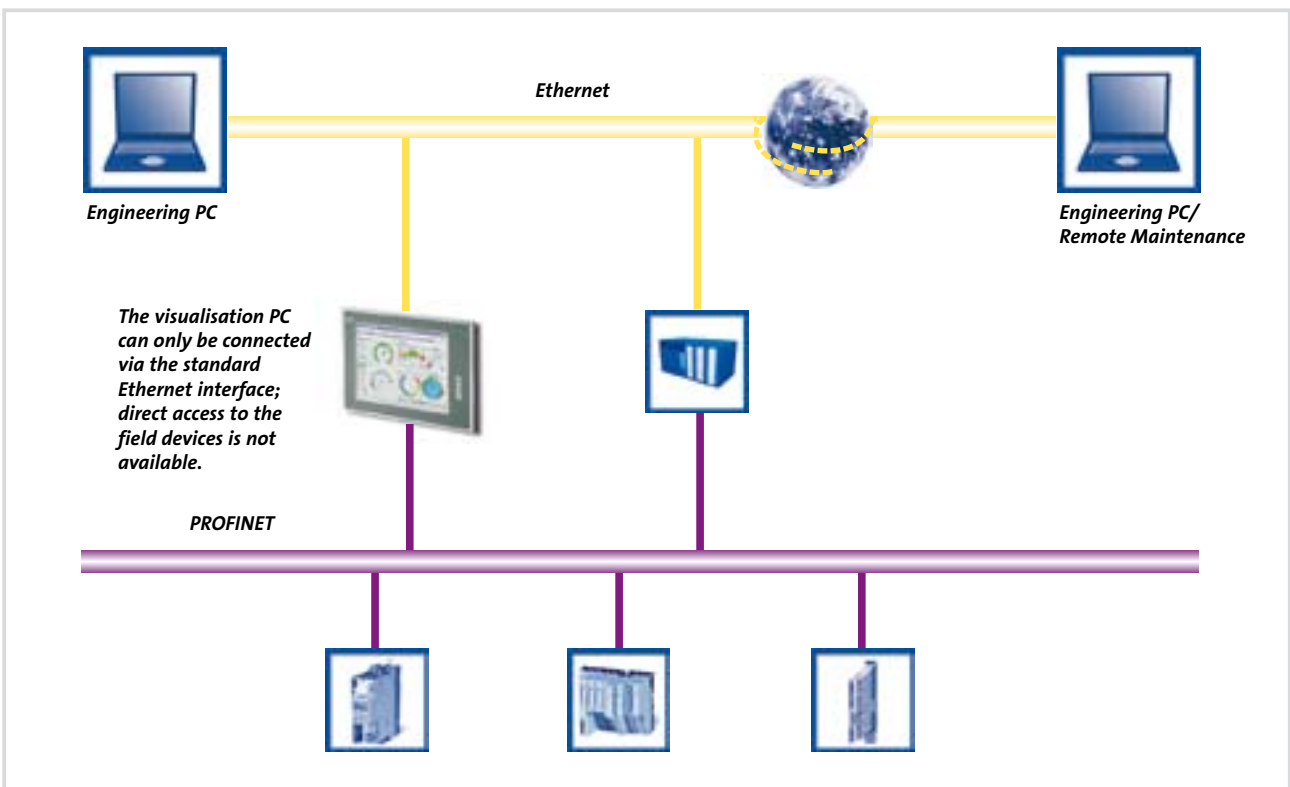 Ethernet
Engineering PC
Engineering PC/
Remote Maintenance
The visualisation PC
can only be connected
via the standard
Ethernet interface;
direct access to the
field devices is not
available.
PROFINET